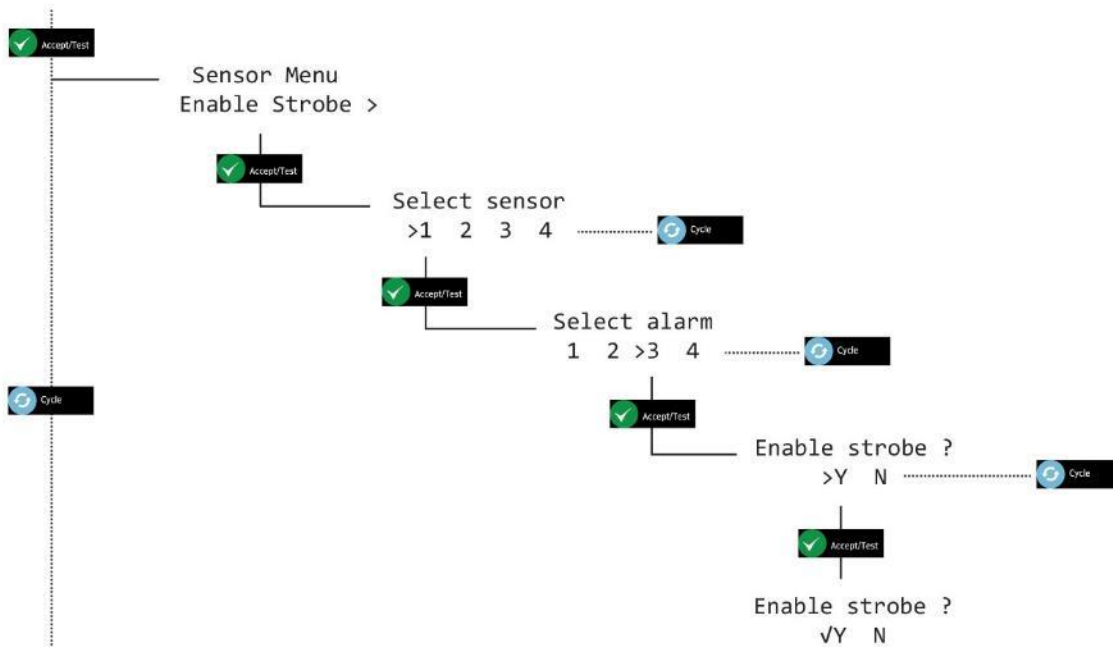 Accept/Test
Sensor Menu
Enable Strobe >
Accept/Test
Select sensor
>1 2 3 4
Cycle
Accept/Test
Select alarm
1 2 >3 4
Cycle
Cycle
Accept/Test
Enable strobe ?
>Y N
Cycle
Accept/Test
Enable strobe ?
√Y N